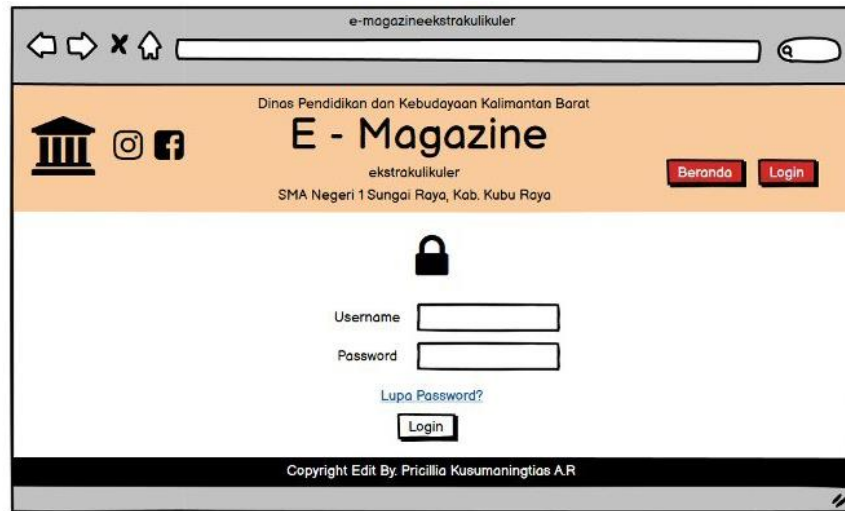 e-magazineekstrakulikuler
Dinas Pendidikan dan Kebudayaan Kalimantan Barat
E - Magazine
ekstrakulikuler
SMA Negeri 1 Sungai Raya, Kab. Kubu Raya
Beranda Login
Username
Password
Lupa Password?
Login
Copyright Edit By. Pricillia Kusumaningtias A.R